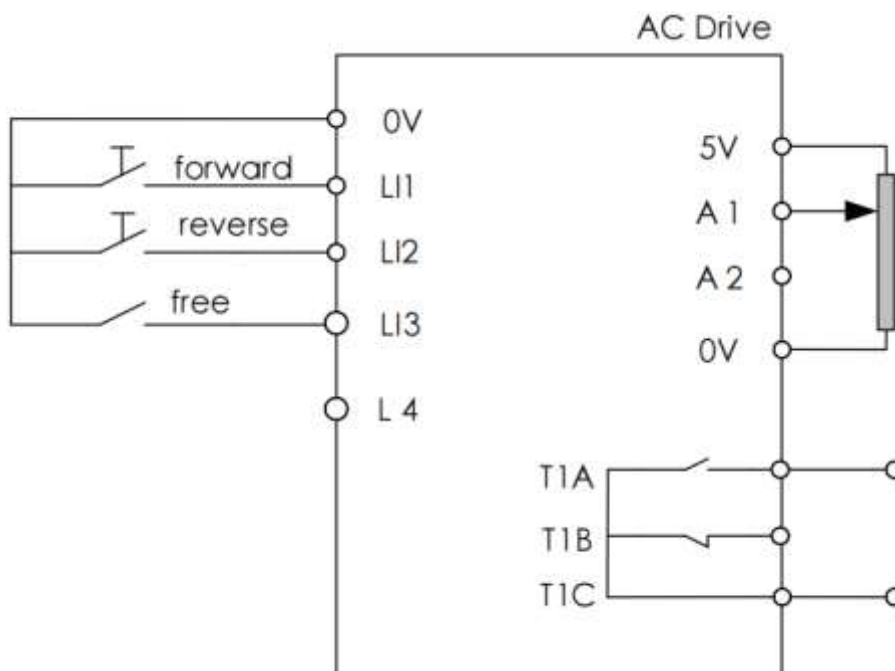 AC Drive
0V
forward
LI1
reverse
LI2
free
LI3
L 4
5V
A 1
A 2
0V
T1A
T1B
T1C